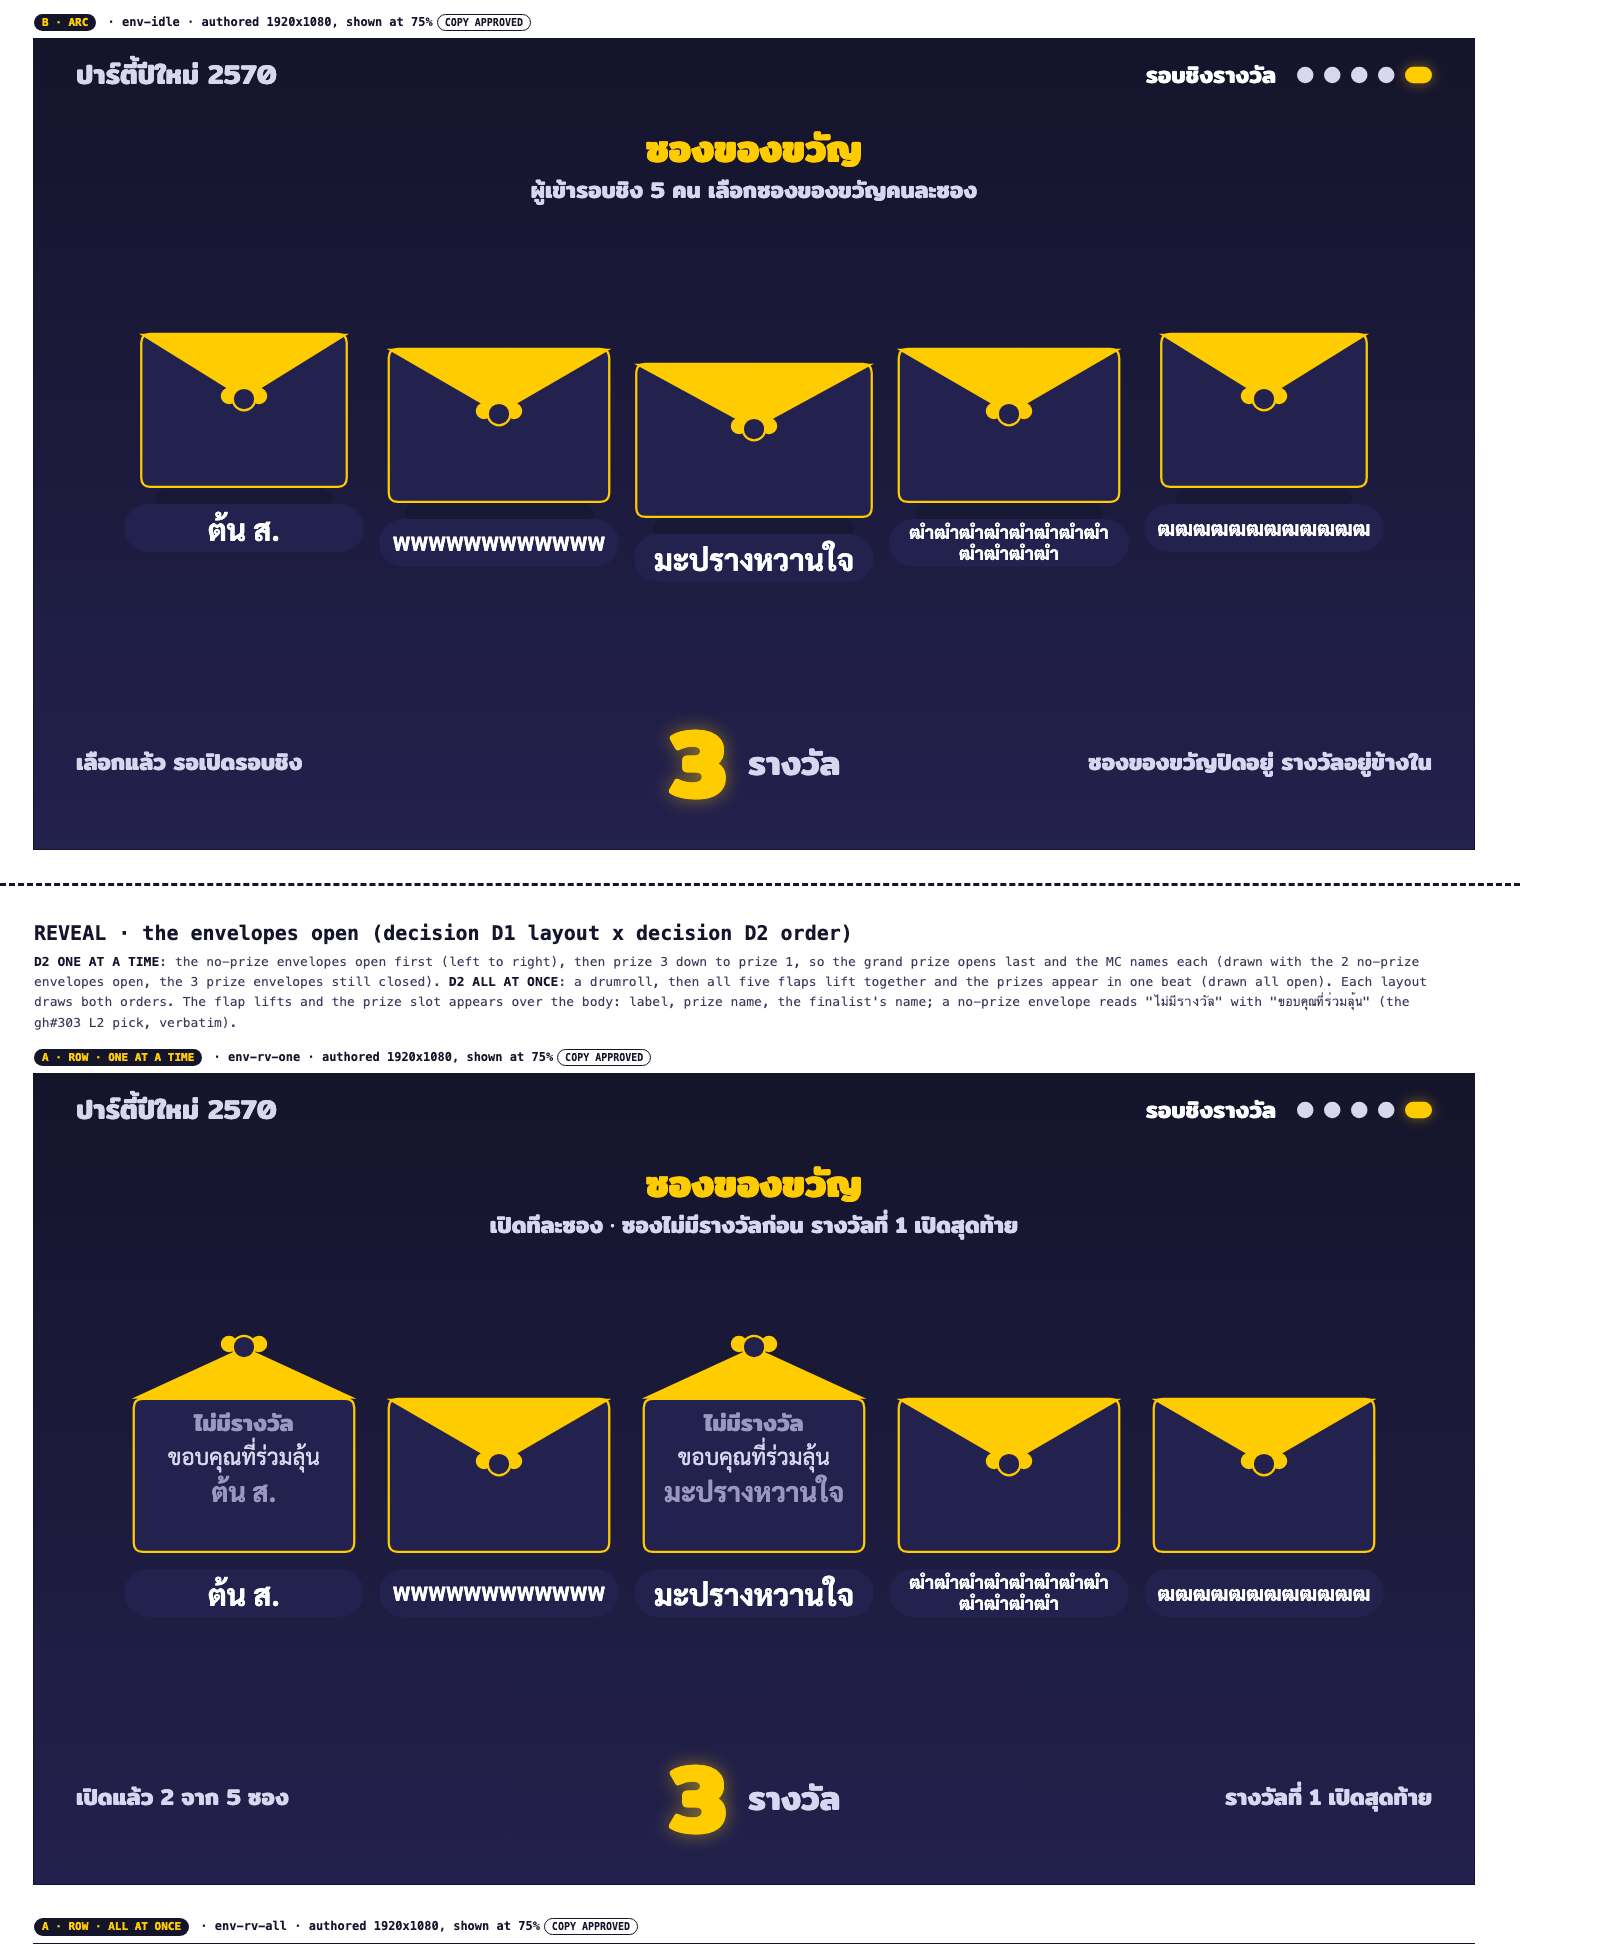 B · ARC · env-idle · authored 1920x1080, shown at 75% COPY APPROVED
ปาร์ตี้ปีใหม่ 2570
รอบชิงรางวัล
ซองของขวัญ
ผู้เข้ารอบชิง 5 คน เลือกซองของขวัญคนละซอง
ต้น ส.
WWWWWWWWWWWW
มะปรางหวานใจ
ฒำฒำฒำฒำฒำฒำฒำฒำ
ฒำฒำฒำฒำ
ฒฒฒฒฒฒฒฒฒฒฒฒ
เลือกแล้ว รอเปิดรอบชิง
3 รางวัล
ซองของขวัญปิดอยู่ รางวัลอยู่ข้างใน
REVEAL · the envelopes open (decision D1 layout x decision D2 order)
D2 ONE AT A TIME: the no-prize envelopes open first (left to right), then prize 3 down to prize 1, so the grand prize opens last and the MC names each (drawn with the 2 no-prize
envelopes open, the 3 prize envelopes still closed). D2 ALL AT ONCE: a drumroll, then all five flaps lift together and the prizes appear in one beat (drawn all open). Each layout
draws both orders. The flap lifts and the prize slot appears over the body: label, prize name, the finalist's name; a no-prize envelope reads "ไม่มีรางวัล" with "ขอบคุณที่ร่วมลุ้น" (the
gh#303 L2 pick, verbatim).
A · ROW · ONE AT A TIME · env-rv-one · authored 1920x1080, shown at 75% COPY APPROVED
ปาร์ตี้ปีใหม่ 2570
รอบชิงรางวัล
ซองของขวัญ
เปิดทีละซอง · ซองไม่มีรางวัลก่อน รางวัลที่ 1 เปิดสุดท้าย
ไม่มีรางวัล
ขอบคุณที่ร่วมลุ้น
ต้น ส.
ไม่มีรางวัล
ขอบคุณที่ร่วมลุ้น
มะปรางหวานใจ
ต้น ส.
WWWWWWWWWWWW
มะปรางหวานใจ
ฒำฒำฒำฒำฒำฒำฒำฒำ
ฒำฒำฒำฒำ
ฒฒฒฒฒฒฒฒฒฒฒฒ
เปิดแล้ว 2 จาก 5 ซอง
3 รางวัล
รางวัลที่ 1 เปิดสุดท้าย
A · ROW · ALL AT ONCE · env-rv-all · authored 1920x1080, shown at 75% COPY APPROVED